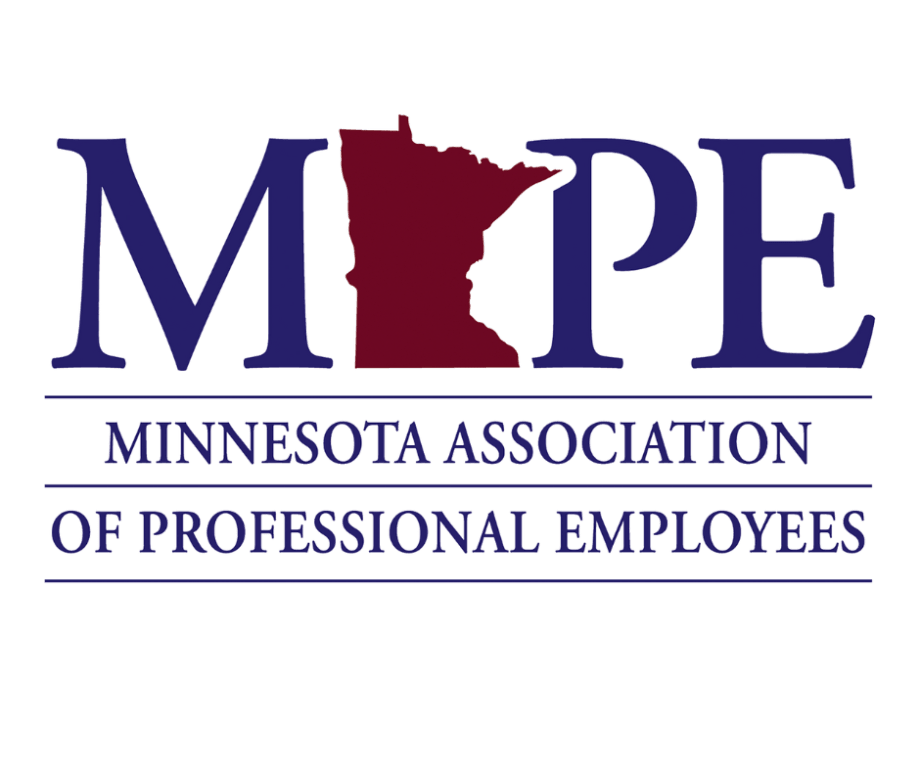 M PE
MINNESOTA ASSOCIATION
OF PROFESSIONAL EMPLOYEES